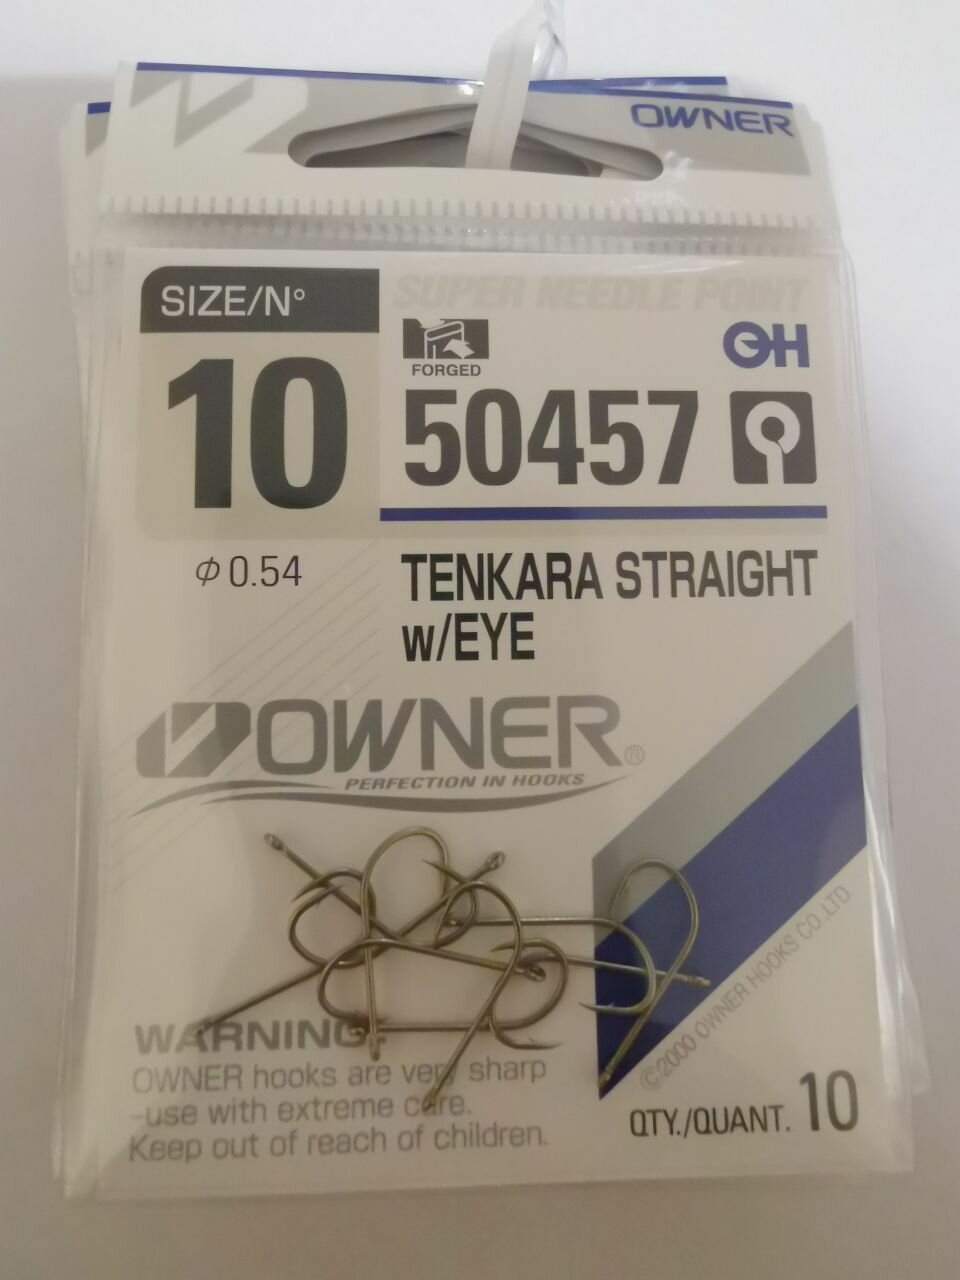 OWNER
SIZE/Nº
SUPER NEEDLE POINT
FORGED
10
50457
Φ 0.54
TENKARA STRAIGHT
w/EYE
OWNER®
PERFECTION IN HOOKS
WARNING:
OWNER hooks are very sharp
-use with extreme care.
Keep out of reach of children.
©2000 OWNER HOOKS CO.,LTD.
QTY./QUANT. 10